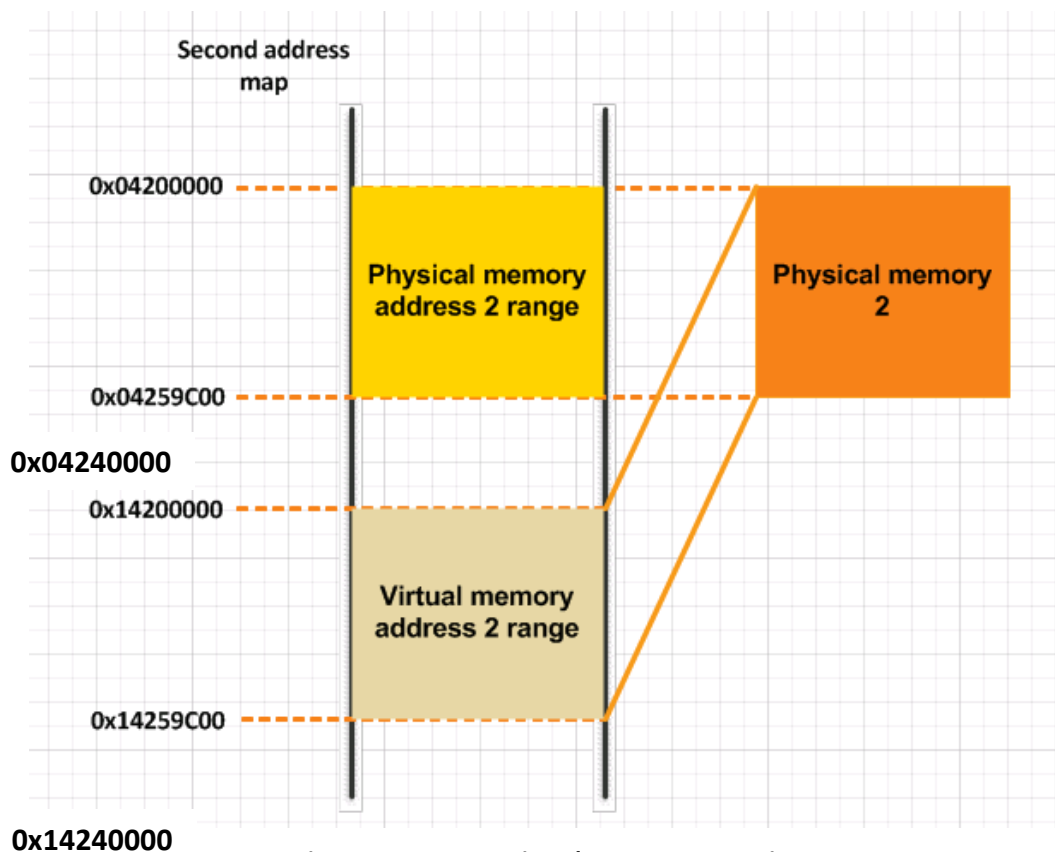 Second address
map
0x04200000
Physical memory
address 2 range
Physical memory
2
0x04259C00
0x04240000
0x14200000
Virtual memory
address 2 range
0x14259C00
0x14240000